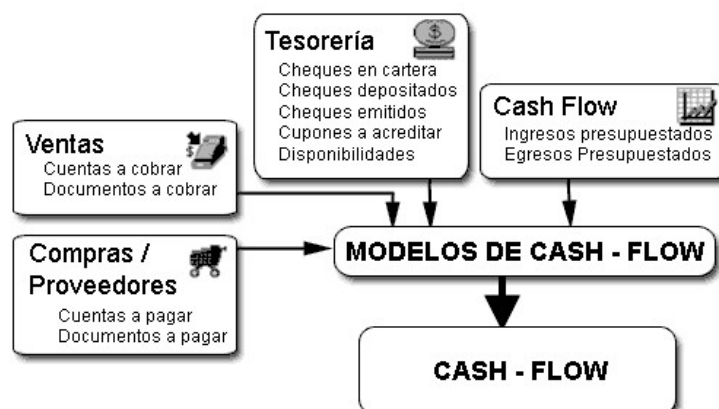 Tesorería
Cheques en cartera
Cheques depositados
Cheques emitidos
Cupones a acreditar
Disponibilidades
Cash Flow
Ingresos presupuestados
Egresos Presupuestados
Ventas
Cuentas a cobrar
Documentos a cobrar
Compras /
Proveedores
Cuentas a pagar
Documentos a pagar
MODELOS DE CASH - FLOW
CASH - FLOW